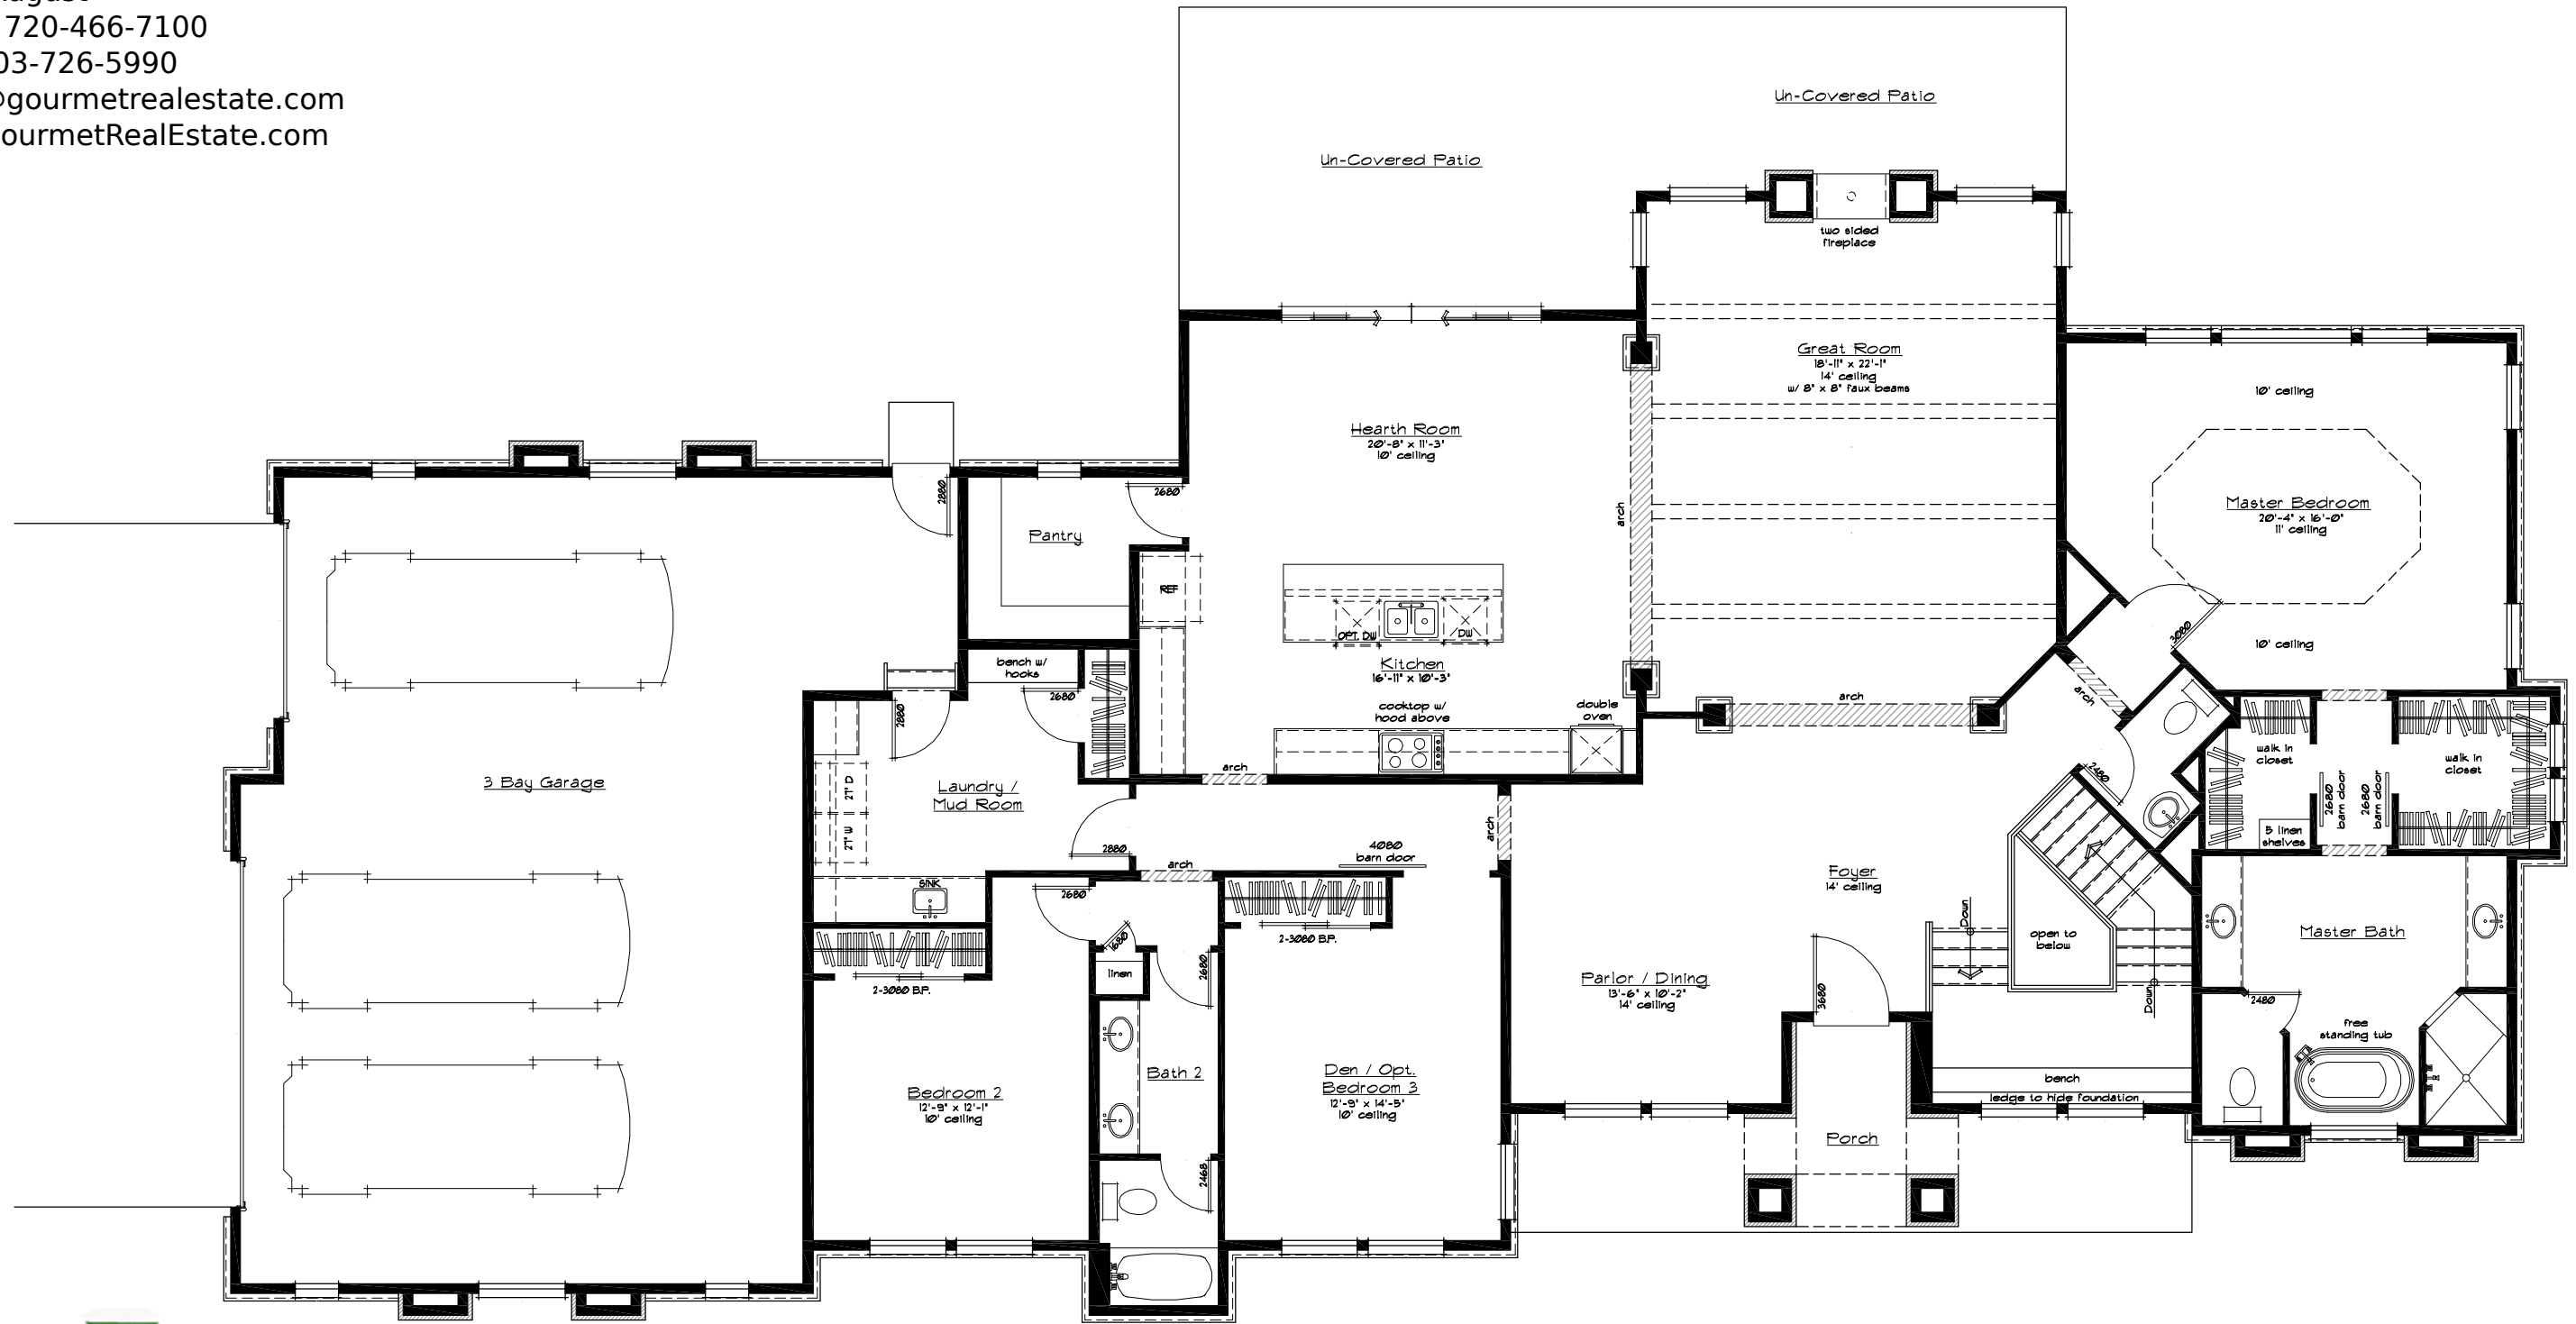 720-466-7100
03-726-5990
@gourmetrealestate.com
ourmetRealEstate.com
Un-Covered Patio
Un-Covered Patio
two sided
fireplace
Great Room
18'-11" x 22'-1"
14' ceiling
w/ 8" x 8" faux beams
Hearth Room
20'-8" x 11'-3"
10' ceiling
arch
10' ceiling
Master Bedroom
20'-4" x 16'-0"
11' ceiling
10' ceiling
3080
arch
2880
2680
Pantry
REF
OPT. DW
DW
Kitchen
16'-11" x 10'-3"
cooktop w/
hood above
double
oven
arch
arch
bench w/
hooks
2680
2880
3 Bay Garage
Laundry /
Mud Room
27" D
27" W
SINK
2880
arch
arch
4080
barn door
2480
walk in
closet
walk in
closet
2680
barn door
2680
barn door
5 linen
shelves
Foyer
14' ceiling
Down
open to
below
Down
Master Bath
2480
free
standing tub
2-3080 B.P.
2680
1680
linen
2680
2-3080 B.P.
Parlor / Dining
13'-6" x 10'-2"
14' ceiling
3680
Bedroom 2
12'-9" x 12'-1"
10' ceiling
Bath 2
2468
Den / Opt.
Bedroom 3
12'-9" x 14'-5"
10' ceiling
bench
ledge to hide foundation
Porch